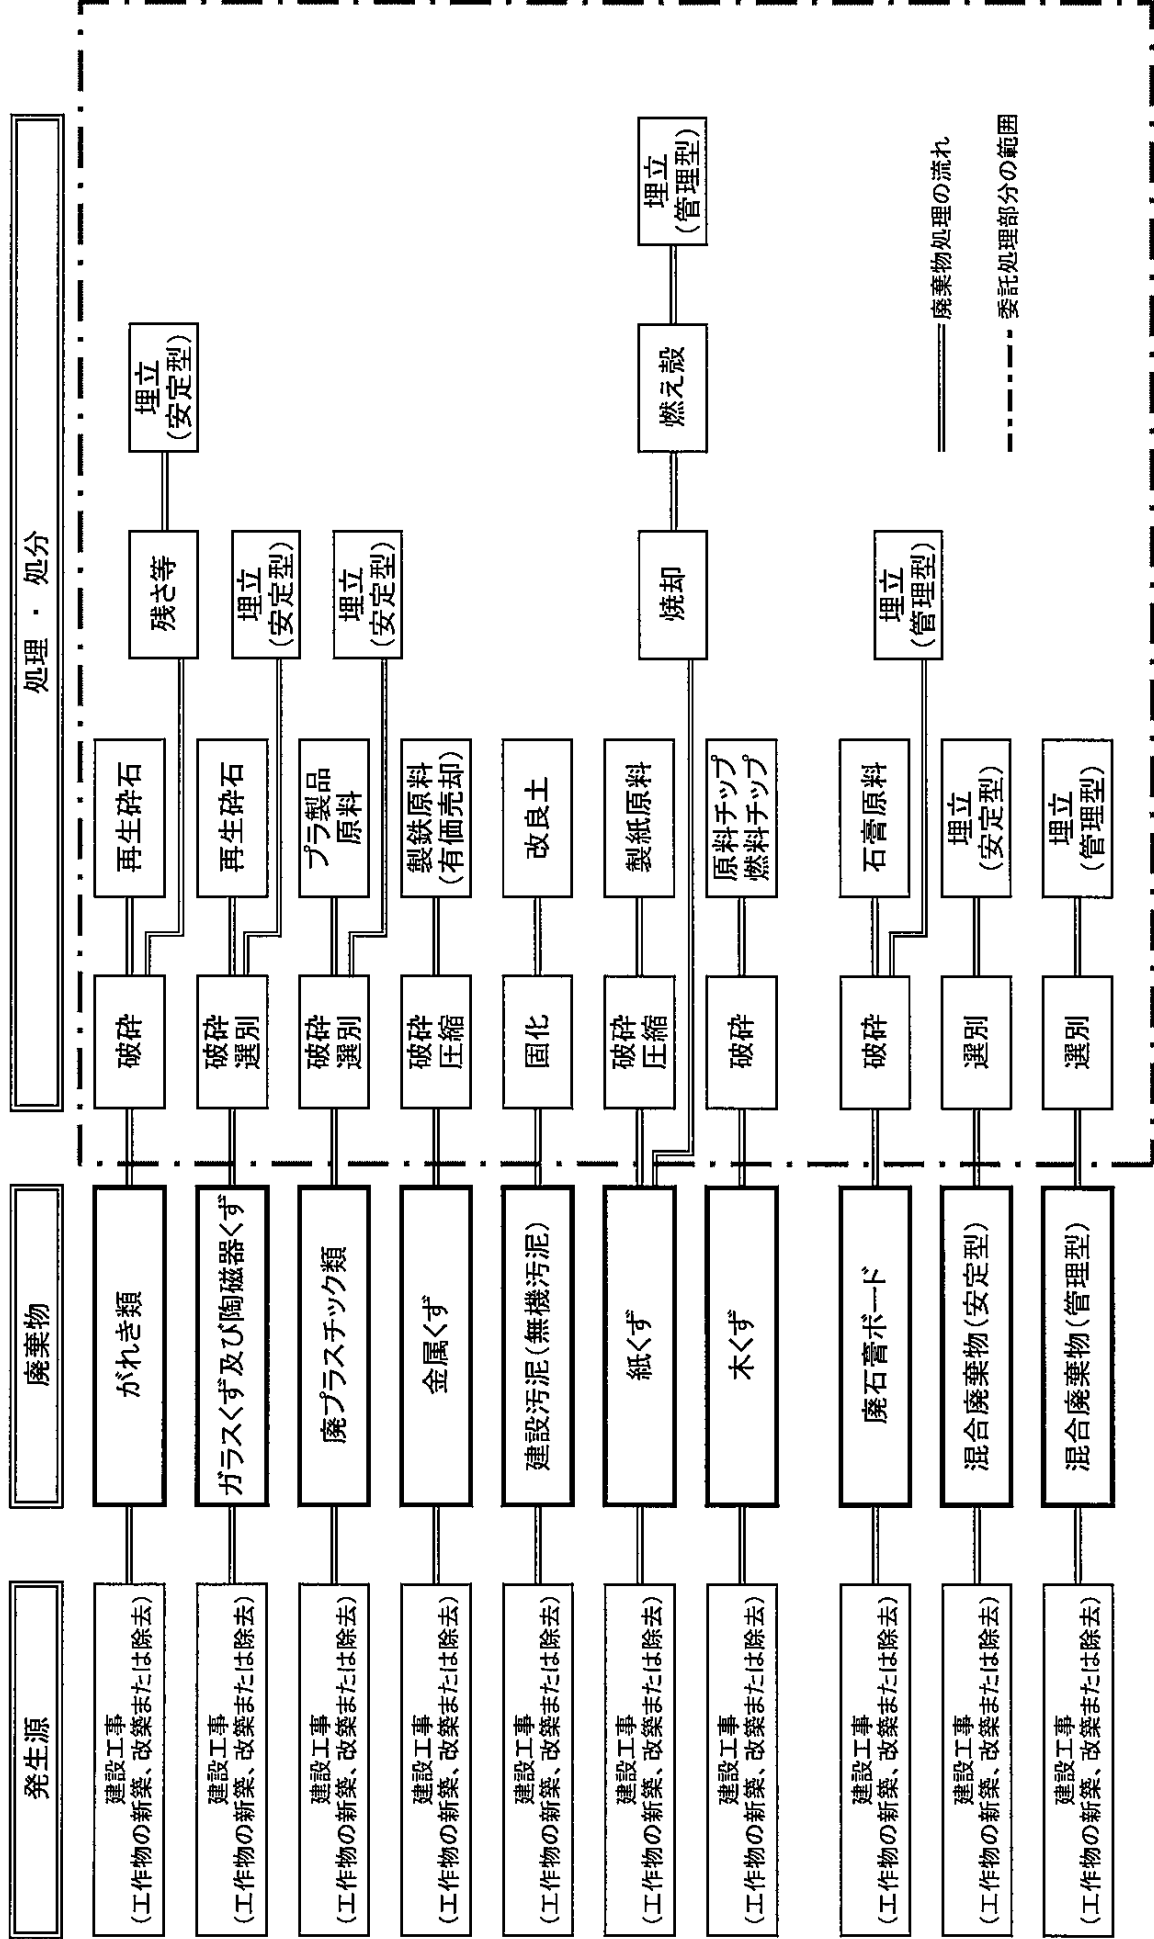 発生源
廃棄物
処理 ・ 処分
建設工事
(工作物の新築、改築または除去)
がれき類
破砕
再生砕石
残さ等
埋立
(安定型)
建設工事
(工作物の新築、改築または除去)
ガラスくず及び陶磁器くず
破砕
選別
再生砕石
埋立
(安定型)
建設工事
(工作物の新築、改築または除去)
廃プラスチック類
破砕
選別
プラ製品
原料
埋立
(安定型)
建設工事
(工作物の新築、改築または除去)
金属くず
破砕
圧縮
製鉄原料
(有価売却)
建設工事
(工作物の新築、改築または除去)
建設汚泥(無機汚泥)
固化
改良土
建設工事
(工作物の新築、改築または除去)
紙くず
破砕
圧縮
製紙原料
焼却
燃え殻
埋立
(管理型)
建設工事
(工作物の新築、改築または除去)
木くず
破砕
原料チップ
燃料チップ
建設工事
(工作物の新築、改築または除去)
廃石膏ボード
破砕
石膏原料
埋立
(管理型)
建設工事
(工作物の新築、改築または除去)
混合廃棄物(安定型)
選別
埋立
(安定型)
建設工事
(工作物の新築、改築または除去)
混合廃棄物(管理型)
選別
埋立
(管理型)
廃棄物処理の流れ
委託処理部分の範囲